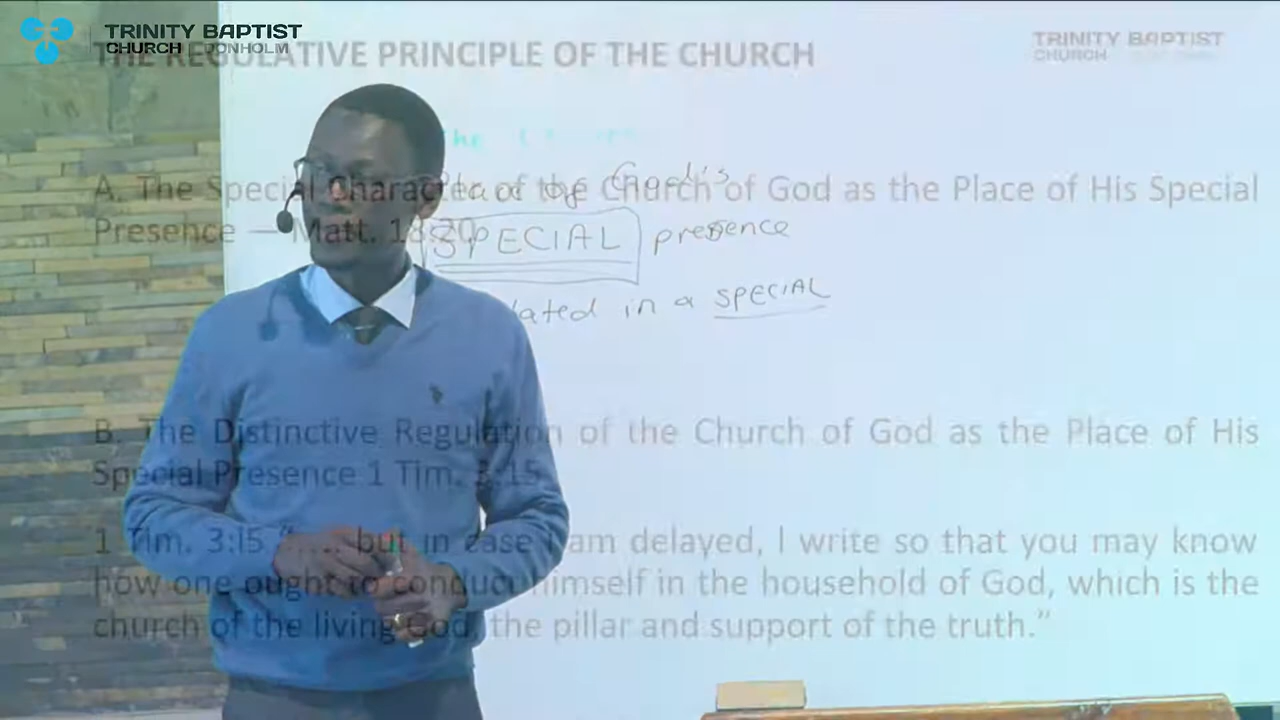 TRINITY BAPTIST
CHURCH DONHOLM
THE REGULATIVE PRINCIPLE OF THE CHURCH
TRINITY BAPTIST
CHURCH
The Church
Place of God's
A. The Special Character of the Church of God as the Place of His Special
Presence — Matt. 18:20
SPECIAL presence
lated in a SPECIAL
B. The Distinctive Regulation of the Church of God as the Place of His
Special Presence 1 Tim. 3:15
1 Tim. 3:15 “.... but in case I am delayed, I write so that you may know
how one ought to conduct himself in the household of God, which is the
church of the living God, the pillar and support of the truth.”